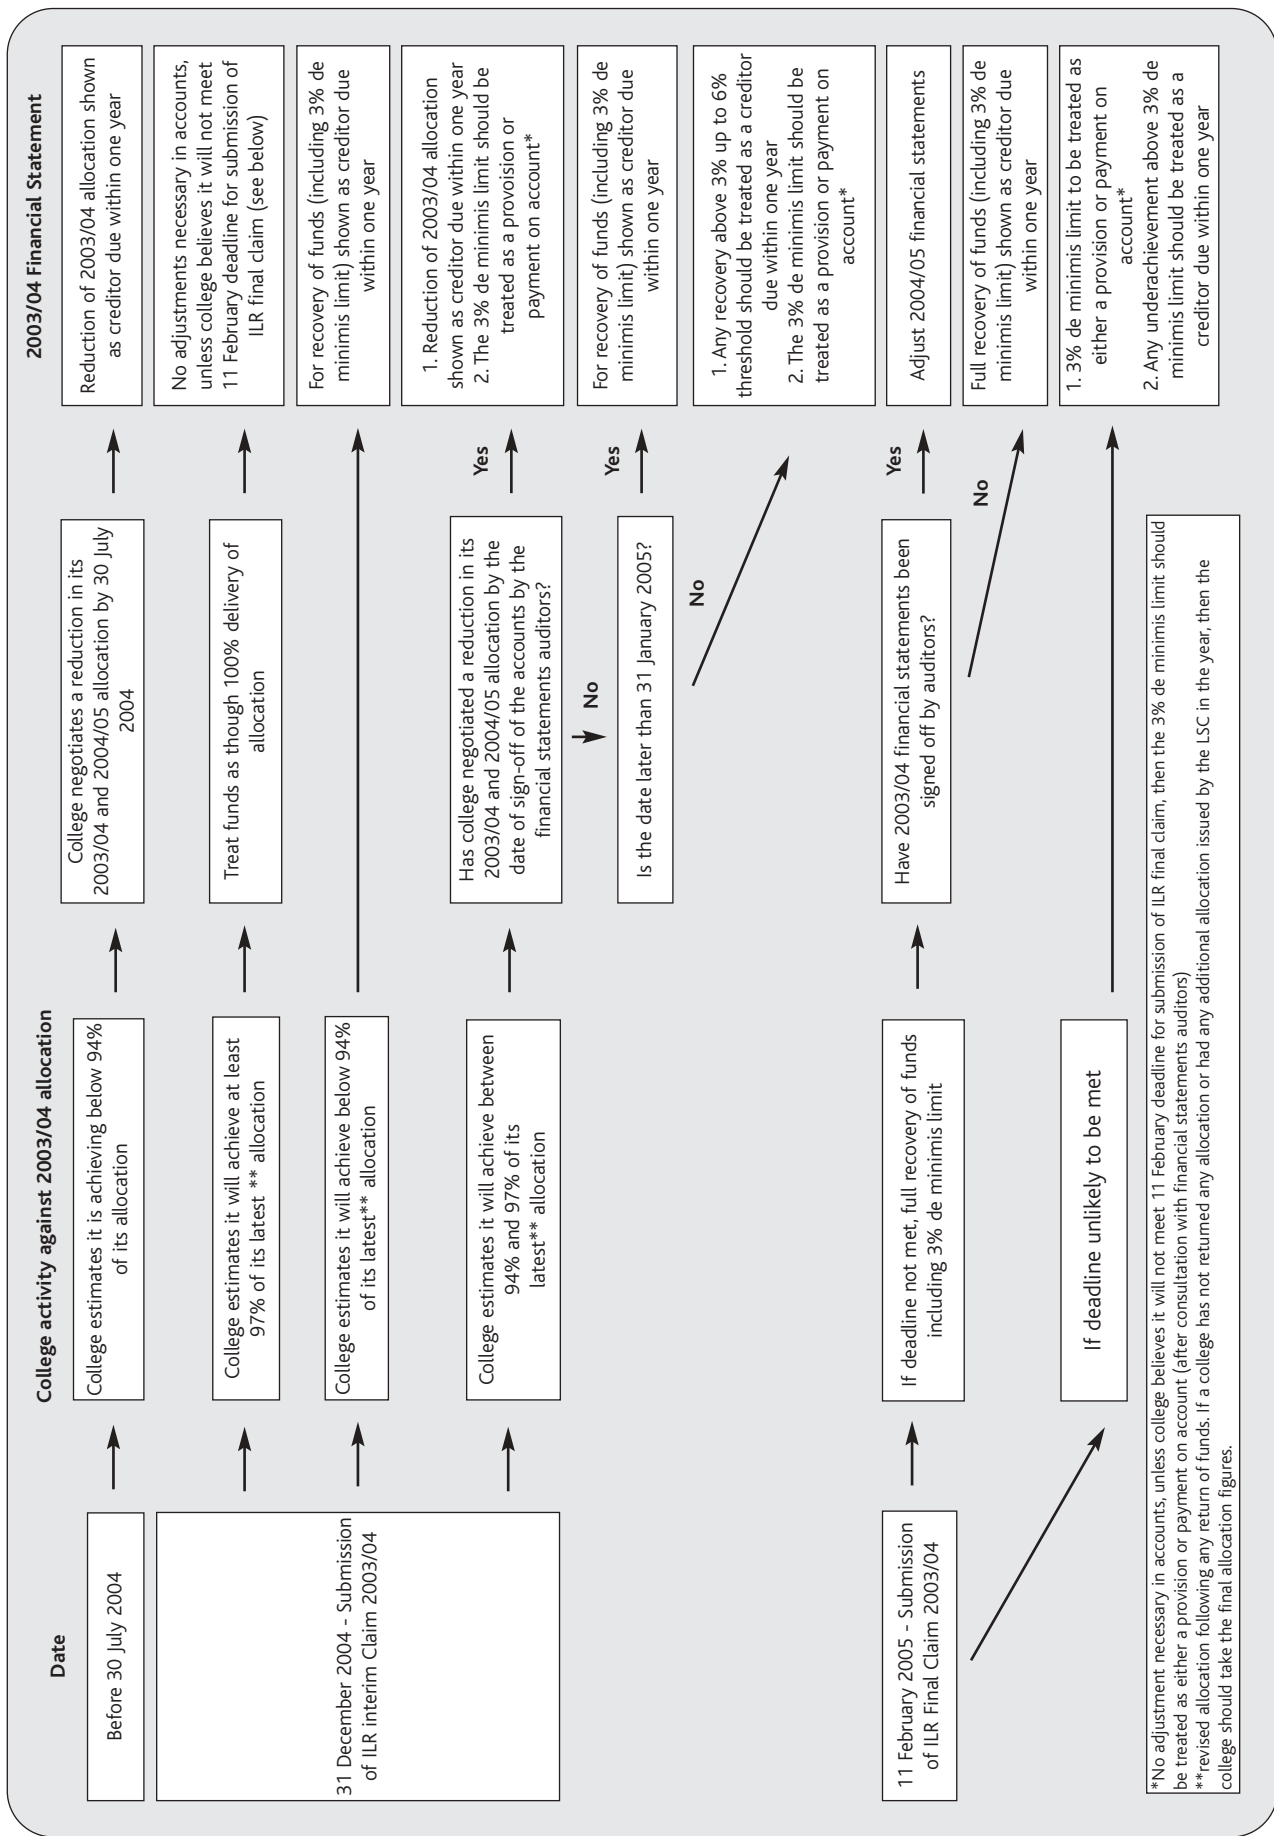 Date
College activity against 2003/04 allocation
2003/04 Financial Statement
Before 30 July 2004
College estimates it is achieving below 94%
of its allocation
College negotiates a reduction in its
2003/04 and 2004/05 allocation by 30 July
2004
Reduction of 2003/04 allocation shown
as creditor due within one year
31 December 2004 - Submission
of ILR interim Claim 2003/04
College estimates it will achieve at least
97% of its latest ** allocation
Treat funds as though 100% delivery of
allocation
No adjustments necessary in accounts,
unless college believes it will not meet
11 February deadline for submission of
ILR final claim (see below)
College estimates it will achieve below 94%
of its latest** allocation
For recovery of funds (including 3% de
minimis limit) shown as creditor due
within one year
College estimates it will achieve between
94% and 97% of its
latest** allocation
Has college negotiated a reduction in its
2003/04 and 2004/05 allocation by the
date of sign-off of the accounts by the
financial statements auditors?
Yes
1. Reduction of 2003/04 allocation
shown as creditor due within one year
2. The 3% de minimis limit should be
treated as a provoision or
payment on account*
No
Is the date later than 31 January 2005?
Yes
For recovery of funds (including 3% de
minimis limit) shown as creditor due
within one year
No
1. Any recovery above 3% up to 6%
threshold should be treated as a creditor
due within one year
2. The 3% de minimis limit should be
treated as a provision or payment on
account*
11 February 2005 - Submission
of ILR Final Claim 2003/04
If deadline not met, full recovery of funds
including 3% de minimis limit
Have 2003/04 financial statements been
signed off by auditors?
Yes
Adjust 2004/05 financial statements
No
Full recovery of funds (including 3% de
minimis limit) shown as creditor due
within one year
If deadline unlikely to be met
1. 3% de minimis limit to be treated as
either a provision or payment on
account*
2. Any underachievement above 3% de
minimis limit should be treated as a
creditor due within one year
*No adjustment necessary in accounts, unless college believes it will not meet 11 February deadline for submission of ILR final claim, then the 3% de minimis limit should
be treated as either a provision or payment on account (after consultation with financial statements auditors)
**revised allocation following any return of funds. If a college has not returned any allocation or had any additional allocation issued by the LSC in the year, then the
college should take the final allocation figures.